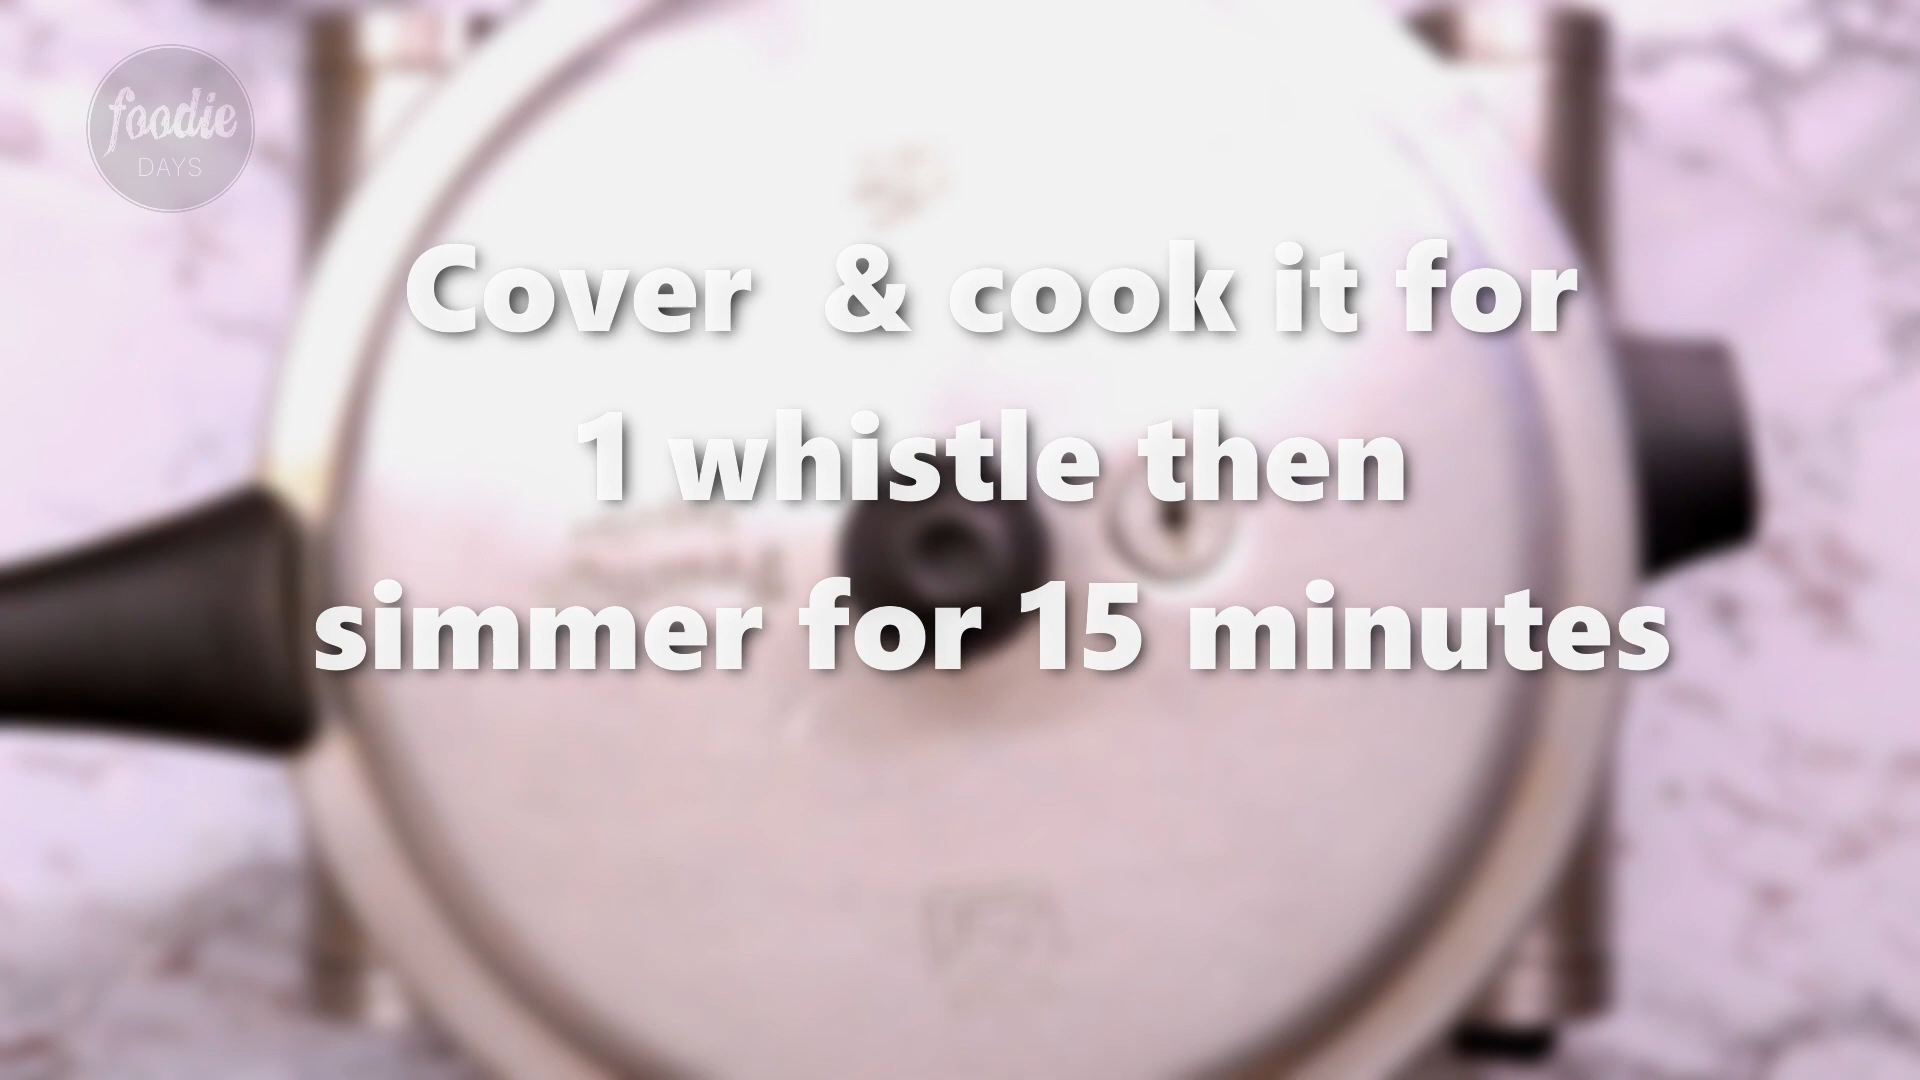 foodie
DAYS
Cover & cook it for
1 whistle then
simmer for 15 minutes